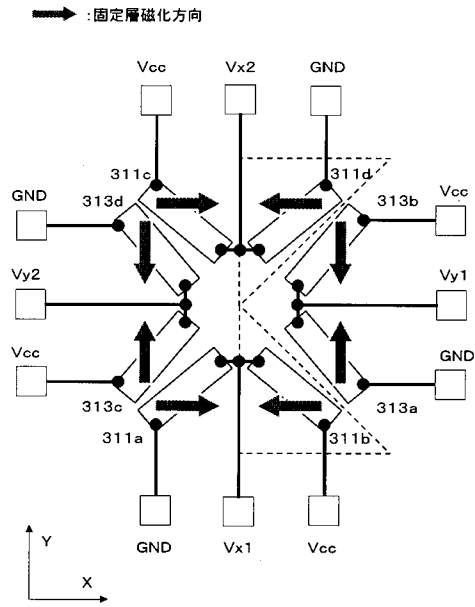 :固定層磁化方向
Vcc Vx2 GND
311c 311d
GND 313d 313b Vcc
Vy2 Vy1
Vcc GND
313c 313a
311a 311b
GND Vx1 Vcc
Y
X